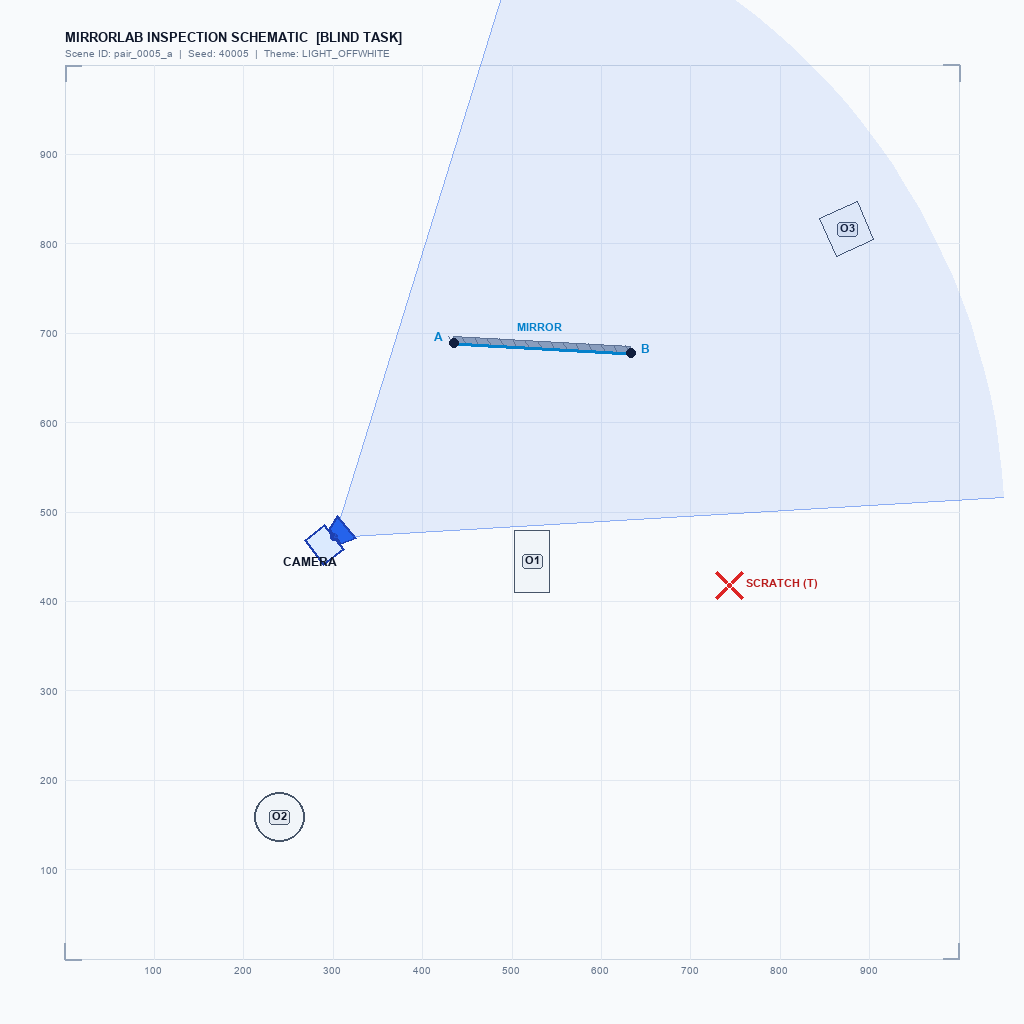 MIRRORLAB INSPECTION SCHEMATIC [BLIND TASK]
Scene ID: pair_0005_a | Seed: 40005 | Theme: LIGHT_OFFWHITE
900
800
O3
700
MIRROR
A
B
600
500
CAMERA
O1
SCRATCH (T)
400
300
200
O2
100
100 200 300 400 500 600 700 800 900